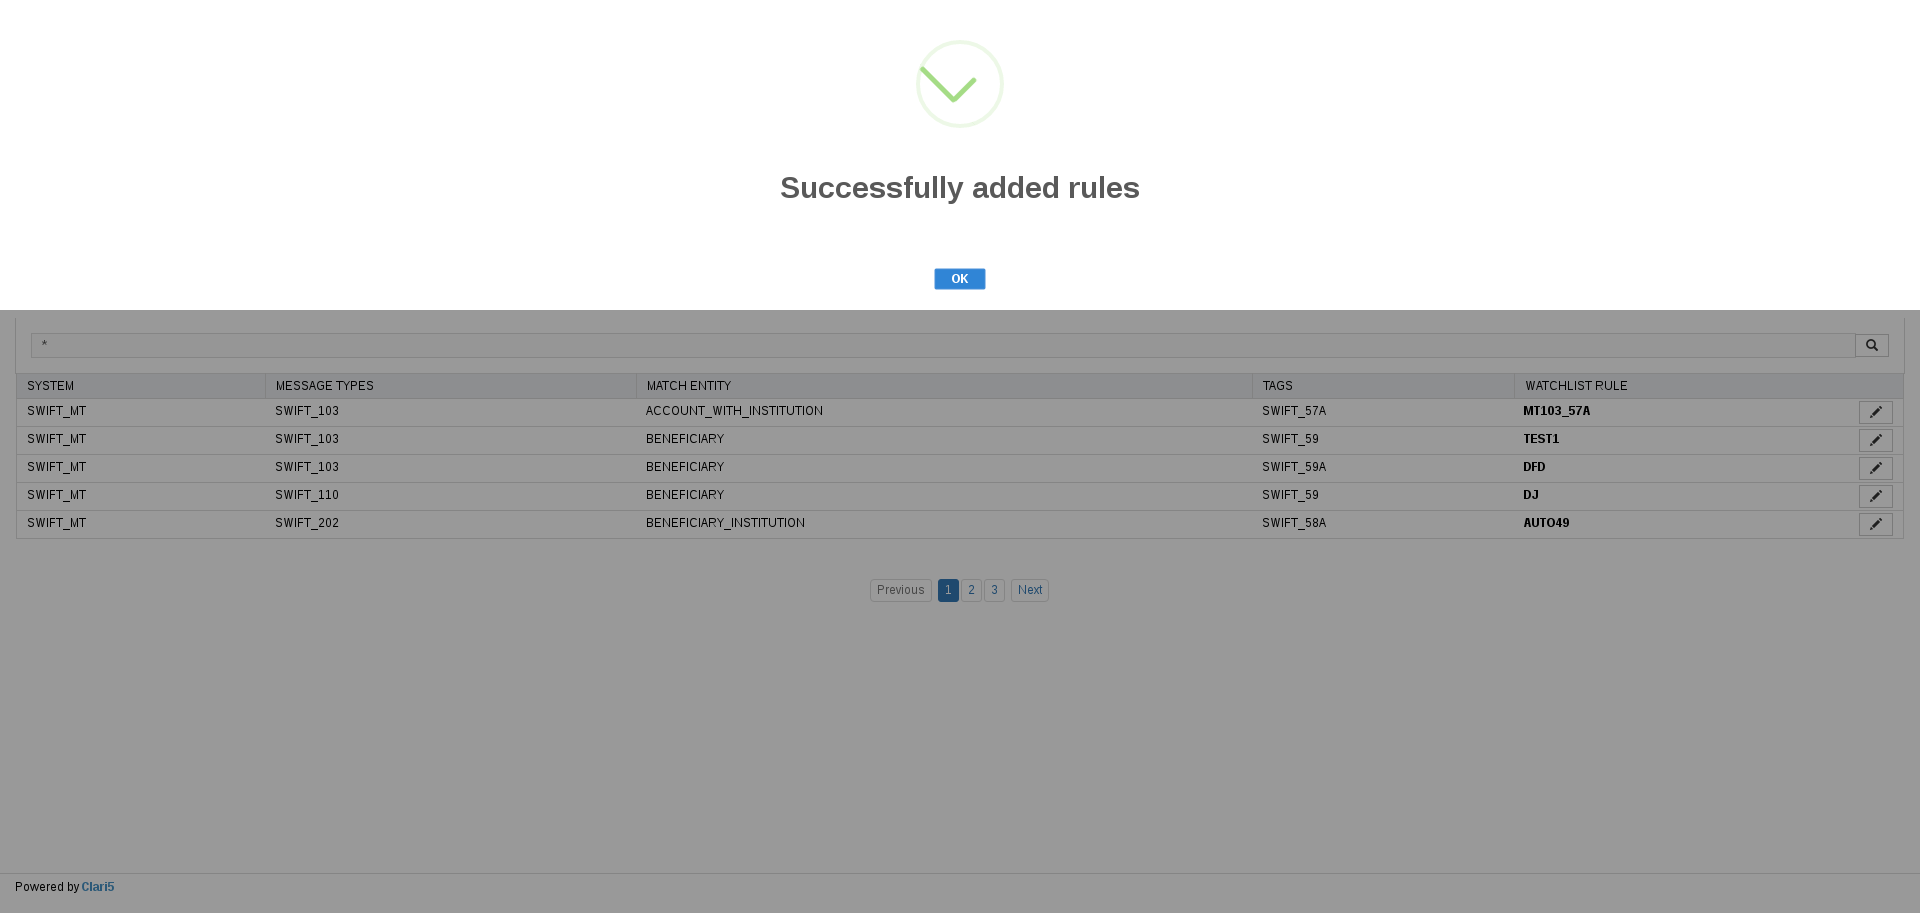 Successfully added rules
OK
*
SYSTEM MESSAGE TYPES MATCH ENTITY TAGS WATCHLIST RULE
SWIFT_MT SWIFT_103 ACCOUNT_WITH_INSTITUTION SWIFT_57A MT103_57A
SWIFT_MT SWIFT_103 BENEFICIARY SWIFT_59 TEST1
SWIFT_MT SWIFT_103 BENEFICIARY SWIFT_59A DFD
SWIFT_MT SWIFT_110 BENEFICIARY SWIFT_59 DJ
SWIFT_MT SWIFT_202 BENEFICIARY_INSTITUTION SWIFT_58A AUTO49
Previous 1 2 3 Next
Powered by Clari5